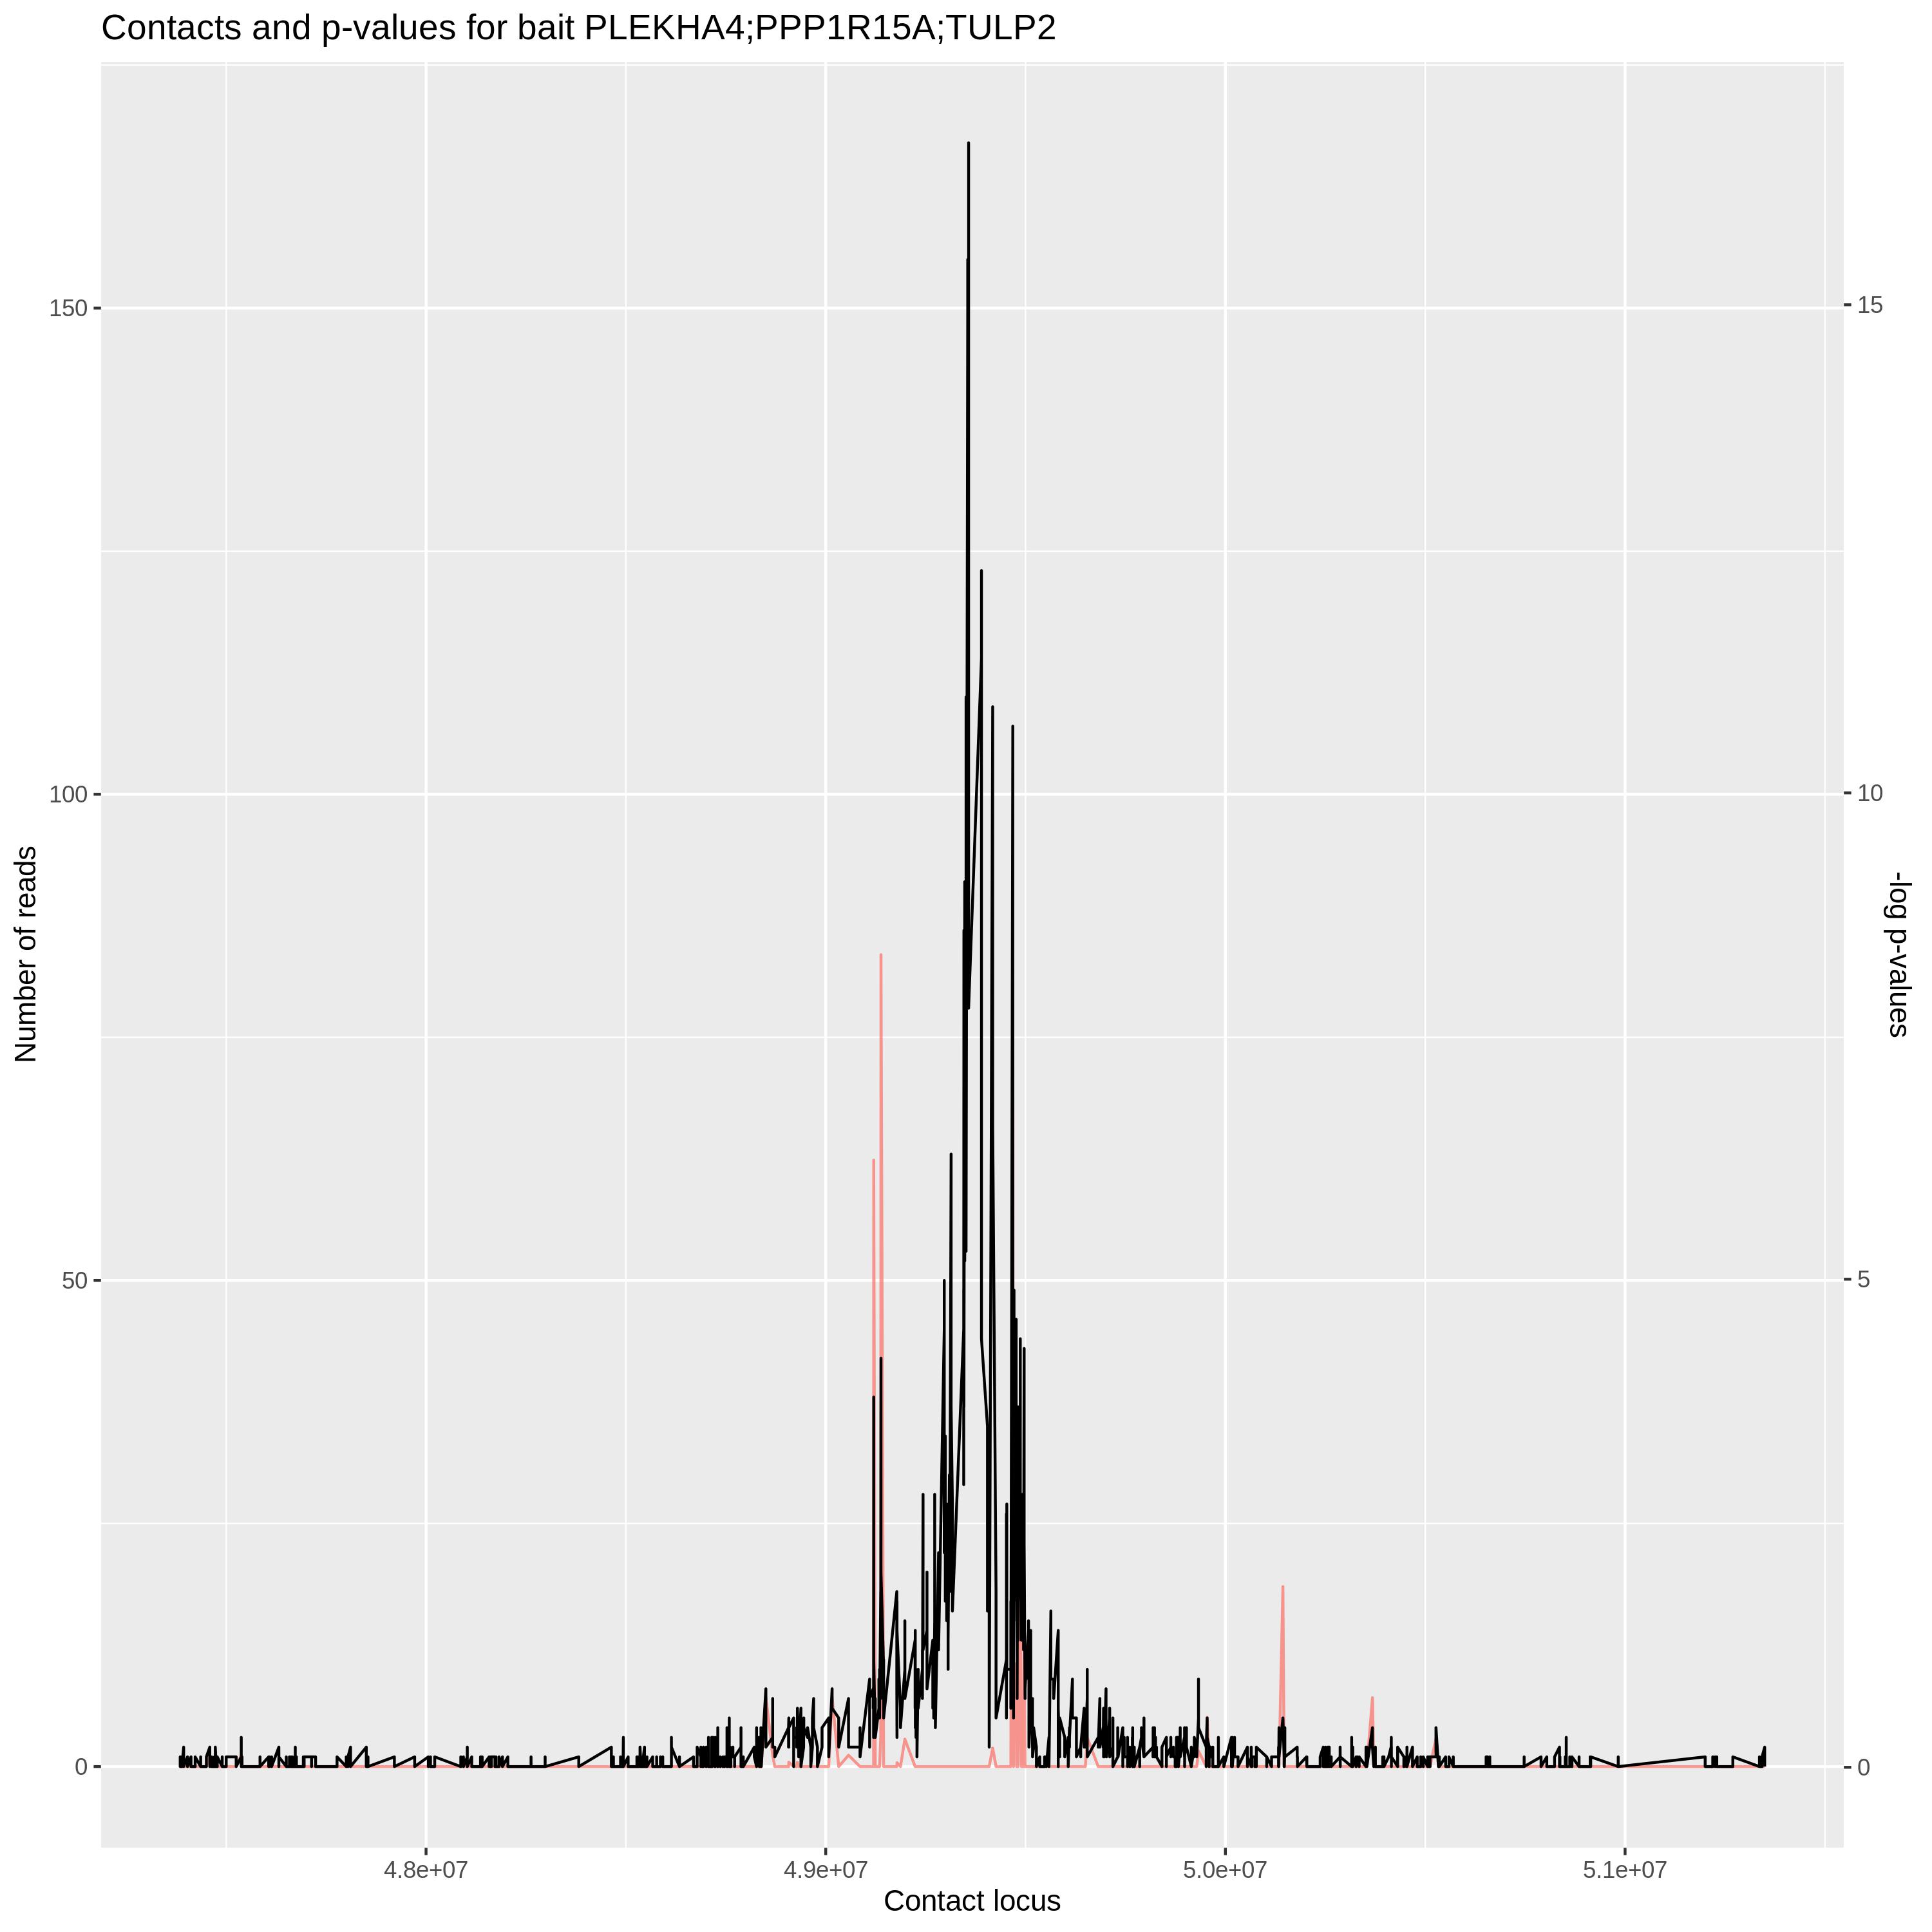 Contacts and p-values for bait PLEKHA4;PPP1R15A;TULP2
150
100
50
0
Number of reads
15
10
5
0
-log p-values
4.8e+07
4.9e+07
5.0e+07
5.1e+07
Contact locus